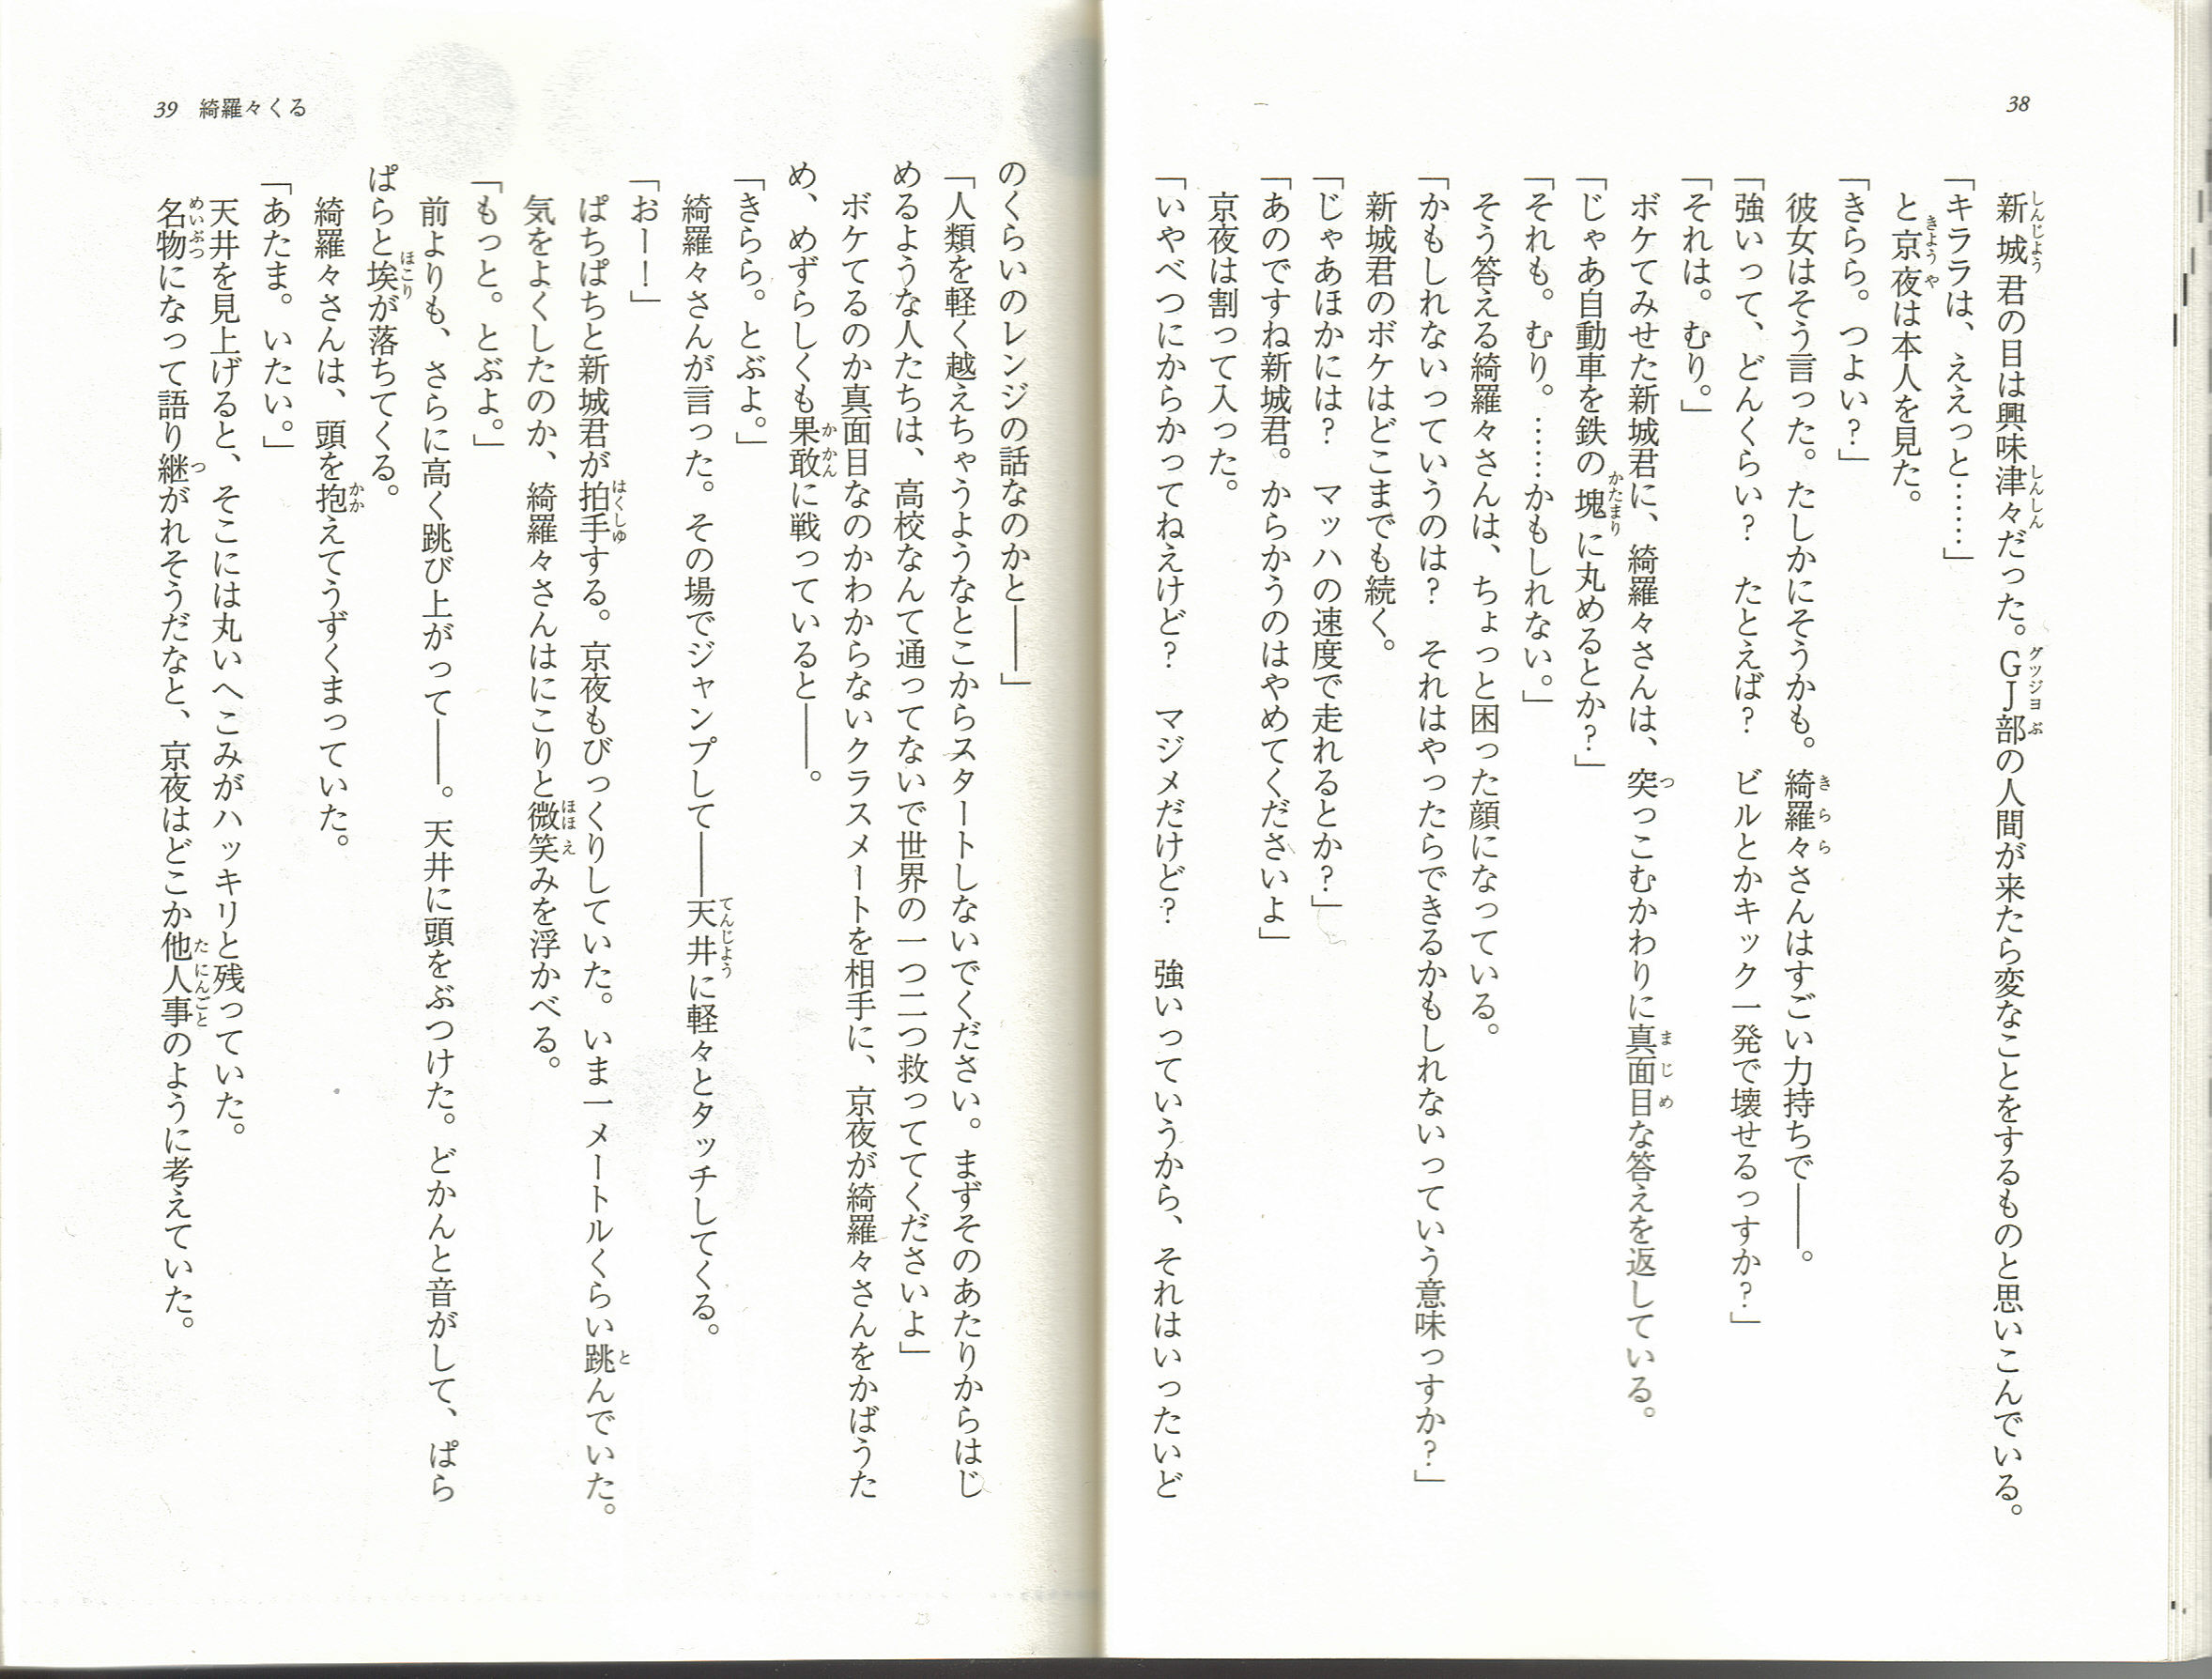 38
新城君の目は興味津々だった。ＧＪ部の人間が来たら変なことをするものと思いこんでいる。
「キララは、ええっと……」
と京夜は本人を見た。
「きらら。つよい？」
彼女はそう言った。たしかにそうかも。綺羅々さんはすごい力持ちで――。
「強いって、どんくらい？　たとえば？　ビルとかキック一発で壊せるっすか？」
「それは。むり。」
ボケてみせた新城君に、綺羅々さんは、突っこむかわりに真面目な答えを返している。
「じゃあ自動車を鉄の塊に丸めるとか？」
「それも。むり。……かもしれない。」
そう答える綺羅々さんは、ちょっと困った顔になっている。
「かもしれないっていうのは？　それはやったらできるかもしれないっていう意味っすか？」
新城君のボケはどこまでも続く。
「じゃあほかには？　マッハの速度で走れるとか？」
「あのですね新城君。からかうのはやめてくださいよ」
京夜は割って入った。
「いやべつにからかってねえけど？　マジメだけど？　強いっていうから、それはいったいど
39　綺羅々くる
のくらいのレンジの話なのかと――」
「人類を軽く越えちゃうようなとこからスタートしないでください。まずそのあたりからはじ
めるような人たちは、高校なんて通ってないで世界の一つ二つ救っててくださいよ」
ボケてるのか真面目なのかわからないクラスメートを相手に、京夜が綺羅々さんをかばうた
め、めずらしくも果敢に戦っていると――。
「きらら。とぶよ。」
綺羅々さんが言った。その場でジャンプして――天井に軽々とタッチしてくる。
「おー！」
ぱちぱちと新城君が拍手する。京夜もびっくりしていた。いま一メートルくらい跳んでいた。
気をよくしたのか、綺羅々さんはにこりと微笑みを浮かべる。
「もっと。とぶよ。」
前よりも、さらに高く跳び上がって――。天井に頭をぶつけた。どかんと音がして、ぱら
ぱらと埃が落ちてくる。
綺羅々さんは、頭を抱えてうずくまっていた。
「あたま。いたい。」
天井を見上げると、そこには丸いへこみがハッキリと残っていた。
名物になって語り継がれそうだなと、京夜はどこか他人事のように考えていた。